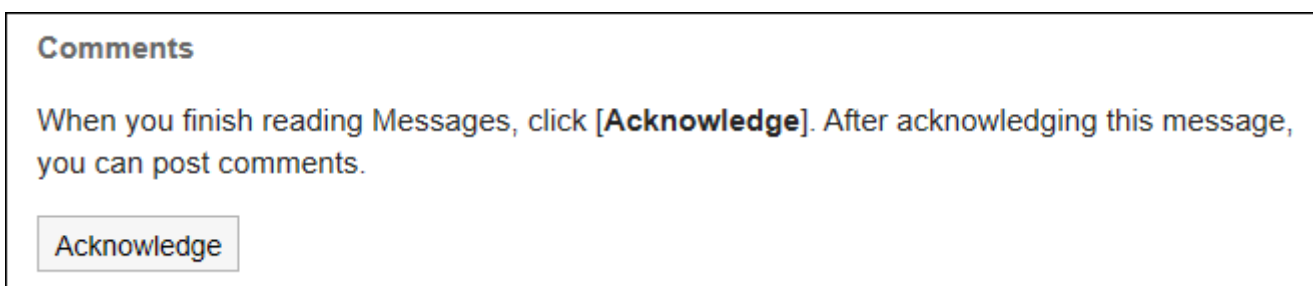 Comments
When you finish reading Messages, click [Acknowledge]. After acknowledging this message,
you can post comments.
Acknowledge